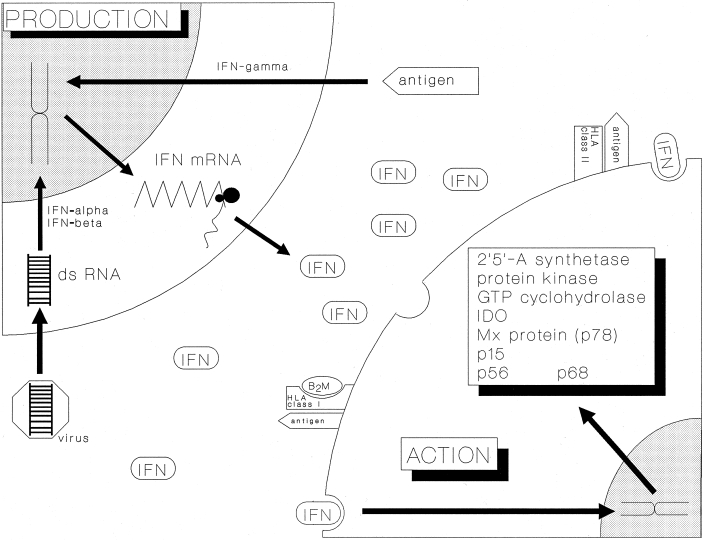 PRODUCTION
IFN-gamma
antigen
IFN mRNA
IFN-alpha
IFN-beta
ds RNA
virus
IFN
IFN
IFN
IFN
IFN
IFN
IFN
HLA
class II
antigen
IFN
2'5'-A synthetase
protein kinase
GTP cyclohydrolase
IDO
Mx protein (p78)
p15
p56 p68
B2M
HLA
class I
antigen
ACTION
IFN